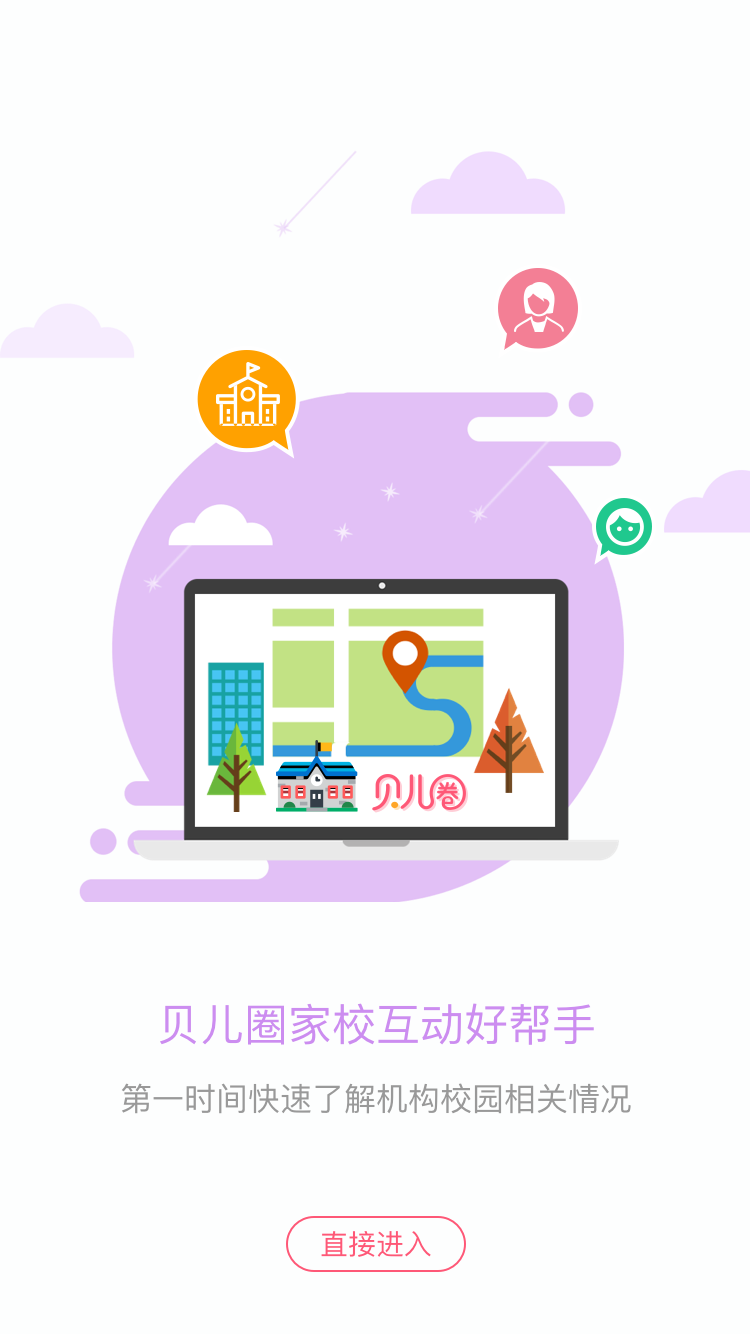 贝儿圈
贝儿圈家校互动好帮手
第一时间快速了解机构校园相关情况
直接进入